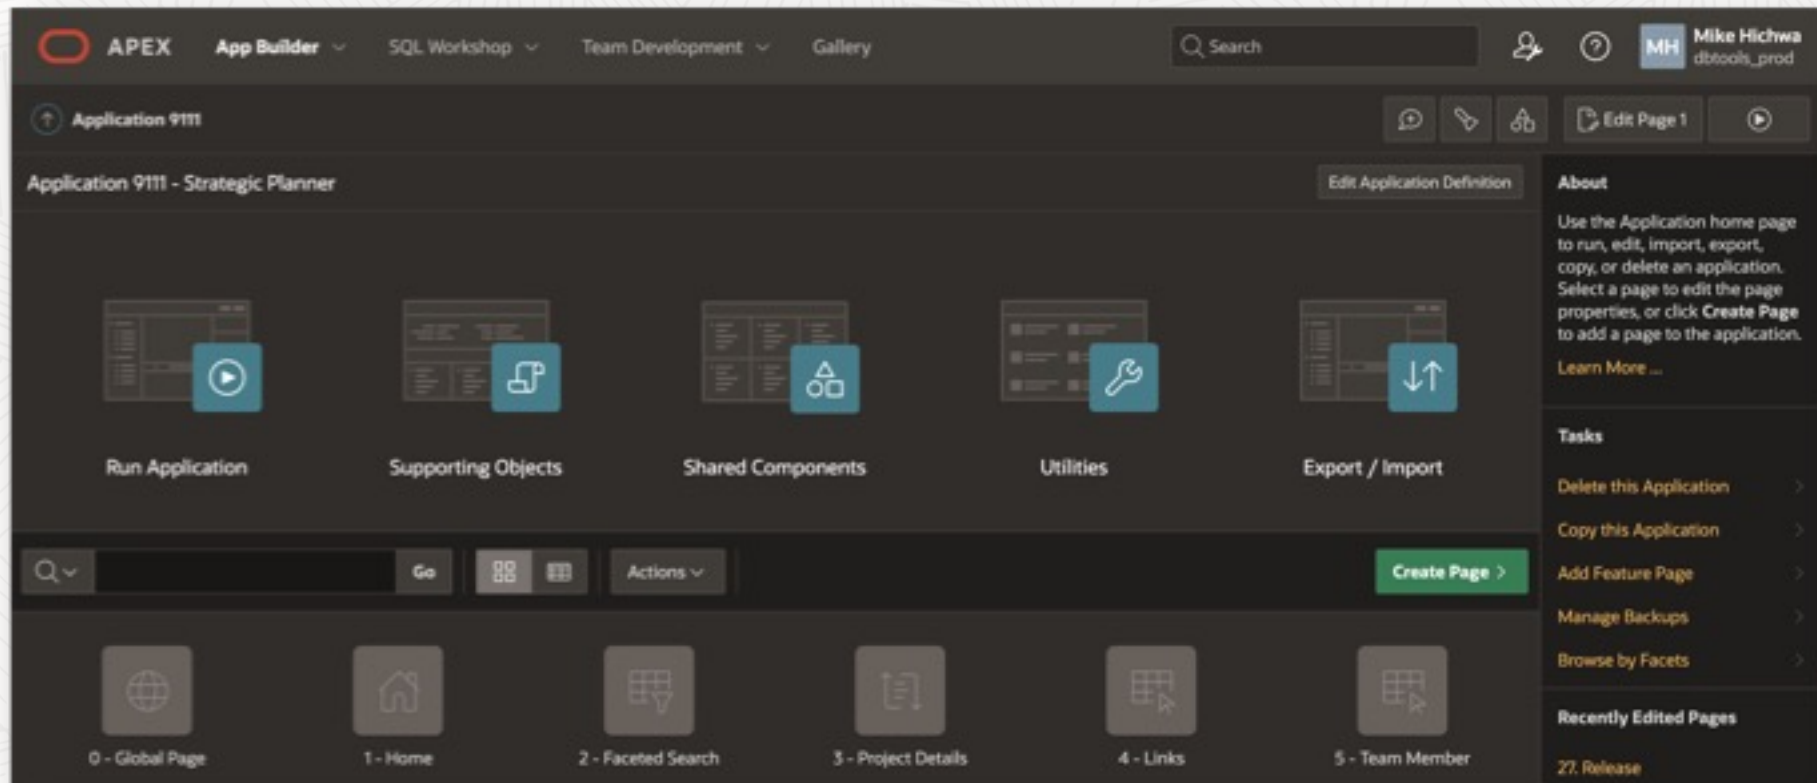 APEX App Builder SQL Workshop Team Development Gallery Search MH Mike Hichwa
dbtools_prod
Application 9111 Edit Page 1
Application 9111 - Strategic Planner Edit Application Definition
Run Application Supporting Objects Shared Components Utilities Export / Import
Go Actions Create Page
0 - Global Page 1 - Home 2 - Faceted Search 3 - Project Details 4 - Links 5 - Team Member
About
Use the Application home page
to run, edit, import, export,
copy, or delete an application.
Select a page to edit the page
properties, or click Create Page
to add a page to the application.
Learn More ...
Tasks
Delete this Application
Copy this Application
Add Feature Page
Manage Backups
Browse by Facets
Recently Edited Pages
27. Release